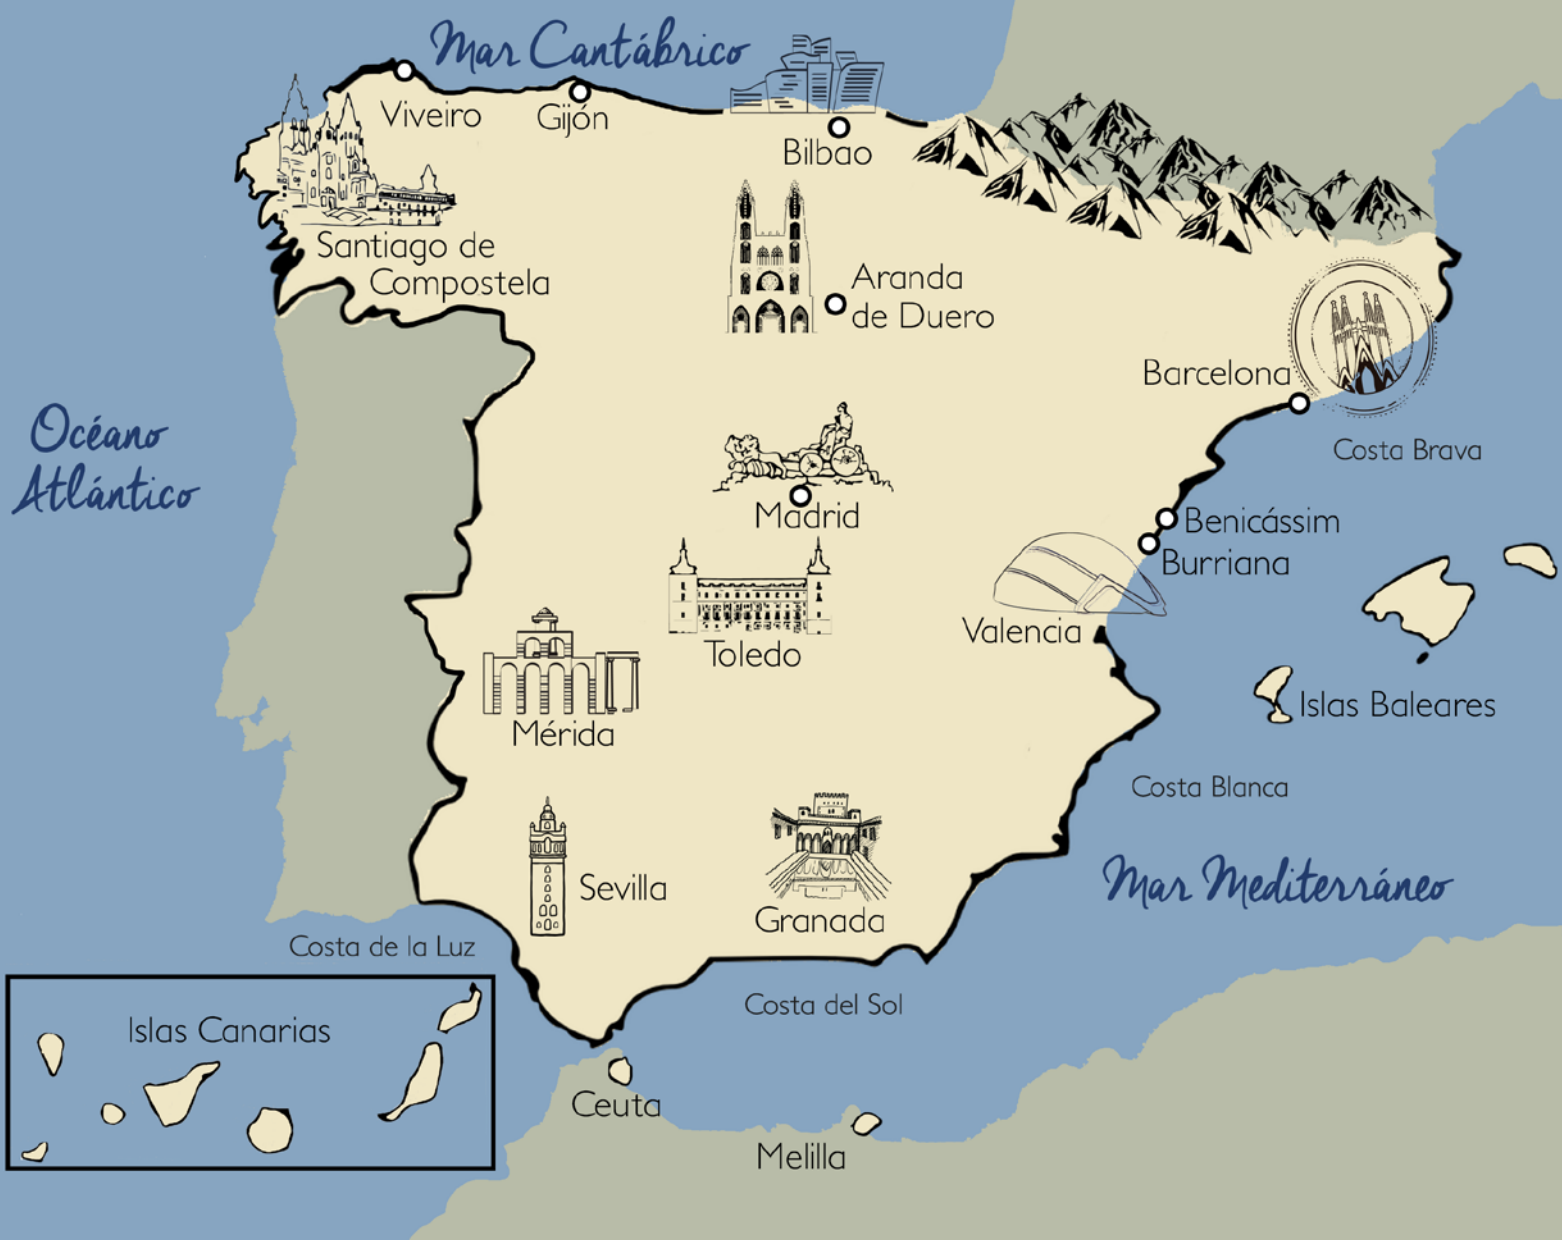 Mar Cantábrico
Viveiro
Gijón
Bilbao
Santiago de
Compostela
Aranda
de Duero
Barcelona
Océano
Atlántico
Costa Brava
Madrid
Benicássim
Burriana
Valencia
Toledo
Islas Baleares
Mérida
Costa Blanca
Sevilla
Mar Mediterráneo
Granada
Costa de la Luz
Costa del Sol
Islas Canarias
Ceuta
Melilla